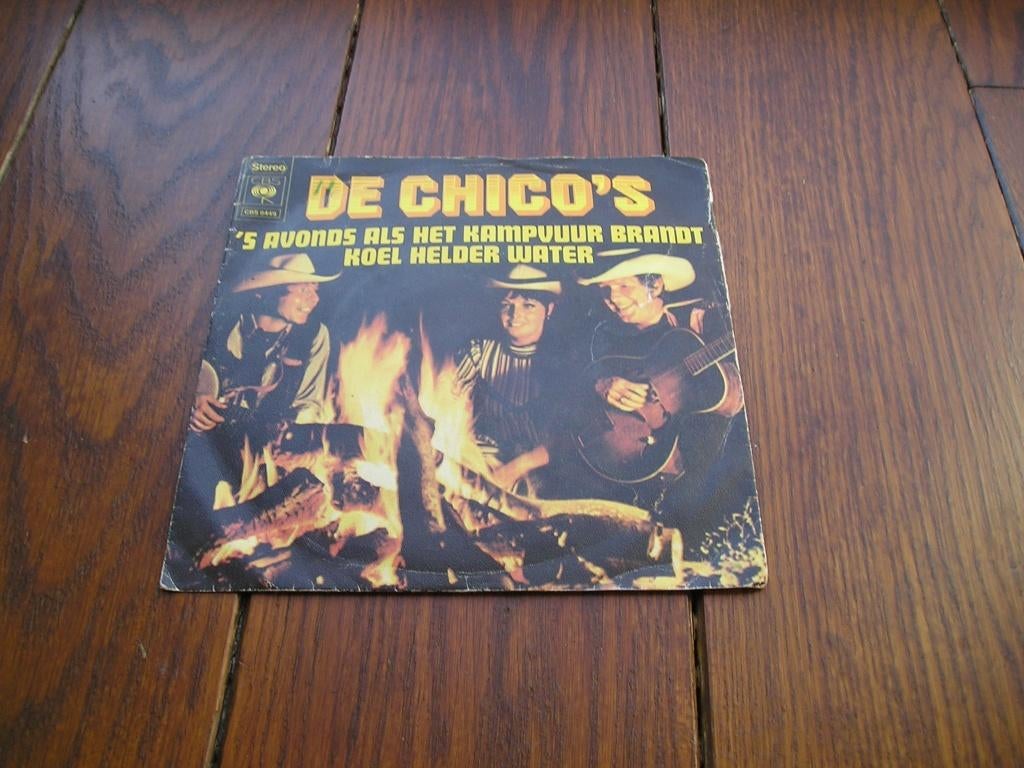 Stereo
CBS
DE CHICO'S
'S AVONDS ALS HET KAMPVUUR BRANDT
KOEL HELDER WATER